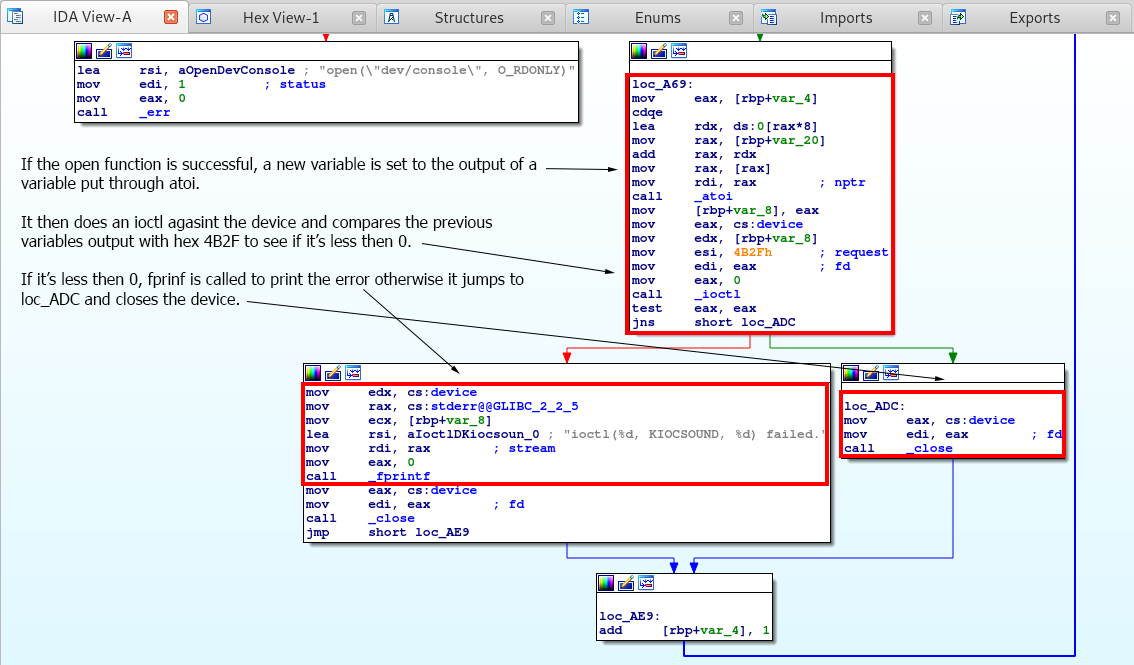 IDA View-A
Hex View-1
Structures
Enums
Imports
Exports
lea rsi, aOpenDevConsole ; "open(\"dev/console\", O_RDONLY)"
mov edi, 1 ; status
mov eax, 0
call _err
If the open function is successful, a new variable is set to the output of a
variable put through atoi.
It then does an ioctl agasint the device and compares the previous
variables output with hex 4B2F to see if it's less then 0.
If it's less then 0, fprinf is called to print the error otherwise it jumps to
loc_ADC and closes the device.
loc_A69:
mov eax, [rbp+var_4]
cdqe
lea rdx, ds:0[rax*8]
mov rax, [rbp+var_20]
add rax, rdx
mov rax, [rax]
mov rdi, rax ; nptr
call _atoi
mov [rbp+var_8], eax
mov eax, cs:device
mov edx, [rbp+var_8]
mov esi, 4B2Fh ; request
mov edi, eax ; fd
mov eax, 0
call _ioctl
test eax, eax
jns short loc_ADC
mov edx, cs:device
mov rax, cs:stderr@@GLIBC_2_2_5
mov ecx, [rbp+var_8]
lea rsi, aIoctlDKiocsoun_0 ; "ioctl(%d, KIOCSOUND, %d) failed.
mov rdi, rax ; stream
mov eax, 0
call _fprintf
mov eax, cs:device
mov edi, eax ; fd
call _close
jmp short loc_AE9
loc_ADC:
mov eax, cs:device
mov edi, eax ; fd
call _close
loc_AE9:
add [rbp+var_4], 1